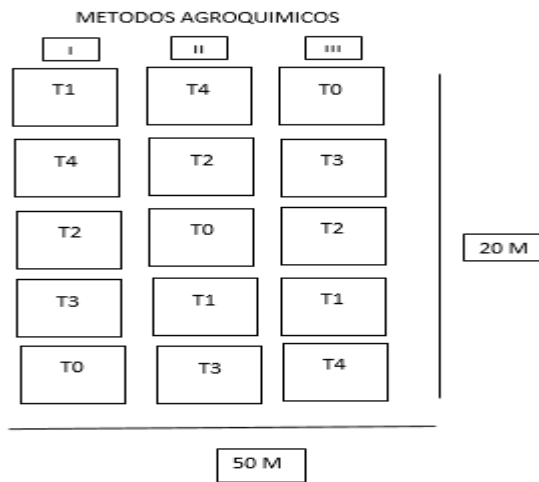 METODOS AGROQUIMICOS
I II III
T1 T4 T0
T4 T2 T3
T2 T0 T2
20 M
T3 T1 T1
T0 T3 T4
50 M